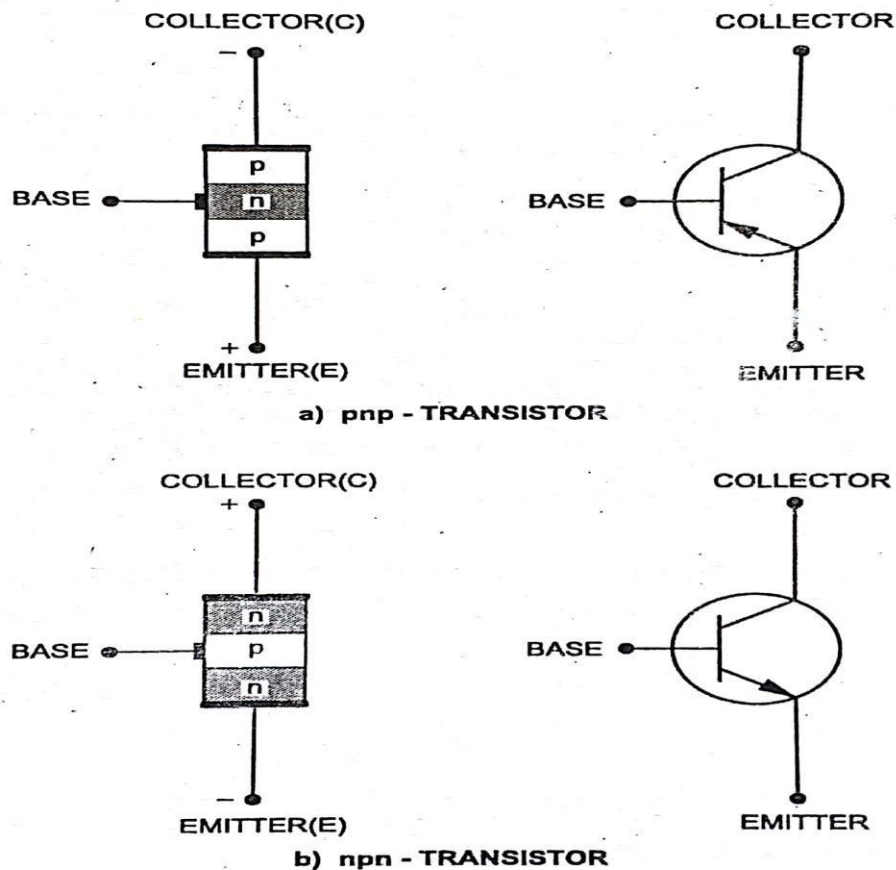 COLLECTOR(C)
COLLECTOR
–
p
BASE
n
BASE
p
+
EMITTER(E)
EMITTER
a) pnp - TRANSISTOR
COLLECTOR(C)
COLLECTOR
+
n
BASE
p
BASE
n
–
EMITTER(E)
EMITTER
b) npn - TRANSISTOR